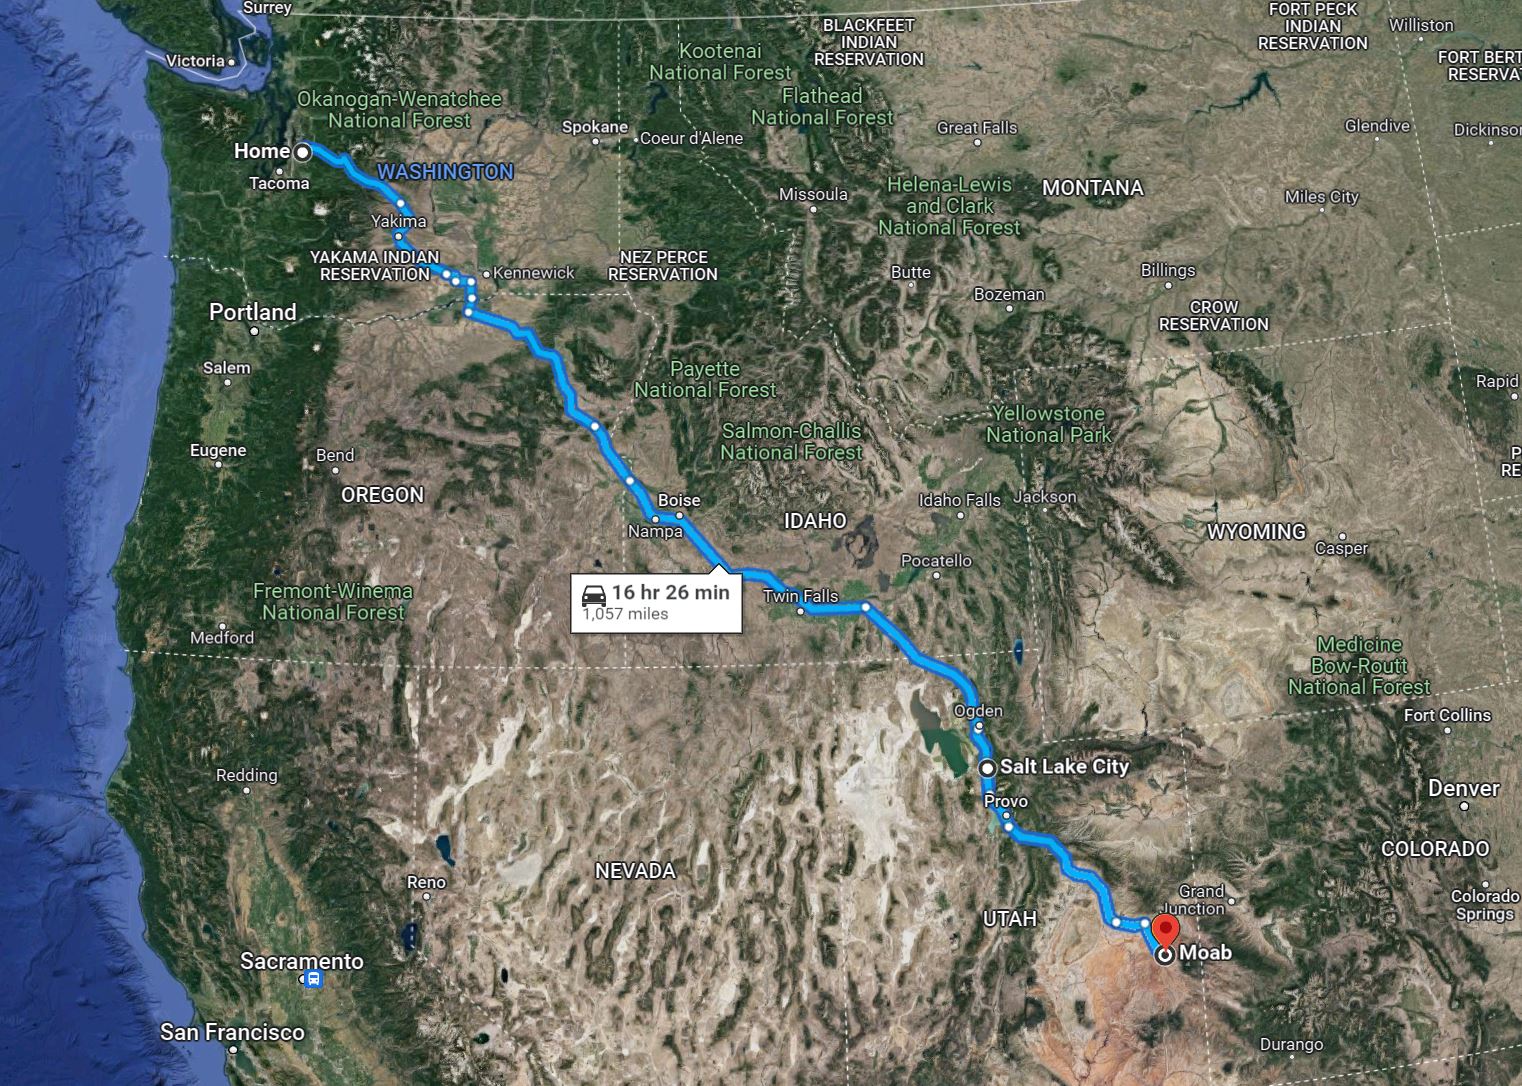 Surrey
Victoria
Okanogan-Wenatchee
National Forest
Home
Tacoma
WASHINGTON
Yakima
YAKAMA INDIAN
RESERVATION
Kennewick
Spokane
Coeur d'Alene
Kootenai
National Forest
Flathead
National Forest
BLACKFEET
INDIAN
RESERVATION
FORT PECK
INDIAN
RESERVATION
Williston
FORT BERT
RESERVA
Great Falls
Glendive
Dickinson
Missoula
Helena-Lewis
and Clark
National Forest
MONTANA
Miles City
NEZ PERCE
RESERVATION
Butte
Bozeman
Billings
CROW
RESERVATION
Portland
Salem
Eugene
Bend
OREGON
Payette
National Forest
Salmon-Challis
National Forest
Yellowstone
National Park
Rapid
P
RE
Boise
Nampa
IDAHO
Idaho Falls
Jackson
WYOMING
Casper
Pocatello
Fremont-Winema
National Forest
Medford
16 hr 26 min
1,057 miles
Twin Falls
Medicine
Bow-Routt
National Forest
Ogden
Fort Collins
Salt Lake City
Redding
Provo
Denver
COLORADO
NEVADA
Reno
Grand
Junction
Colorado
Springs
UTAH
Moab
Sacramento
San Francisco
Durango